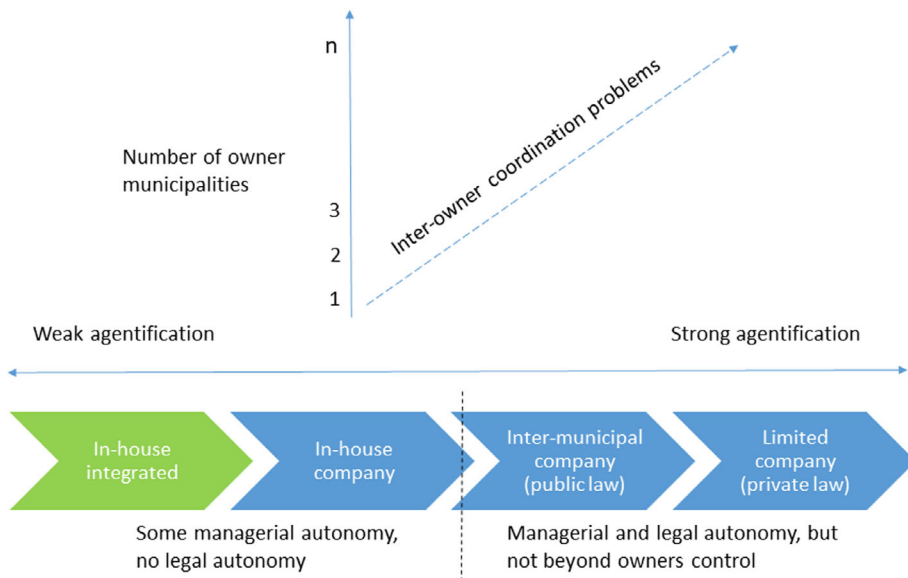 n
Number of owner
municipalities
3
2
1
Inter-owner coordination problems
Weak agentification
Strong agentification
In-house
integrated
In-house
company
Inter-municipal
company
(public law)
Limited
company
(private law)
Some managerial autonomy,
no legal autonomy
Managerial and legal autonomy, but
not beyond owners control